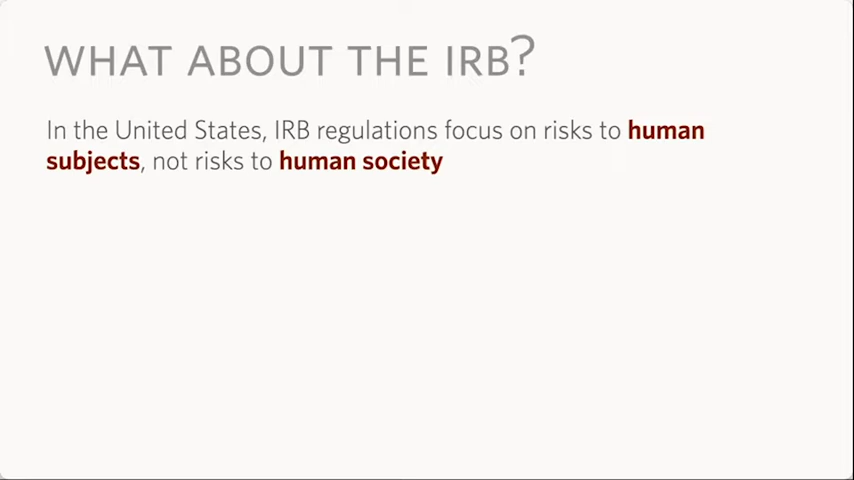 WHAT ABOUT THE IRB?
In the United States, IRB regulations focus on risks to human
subjects, not risks to human society